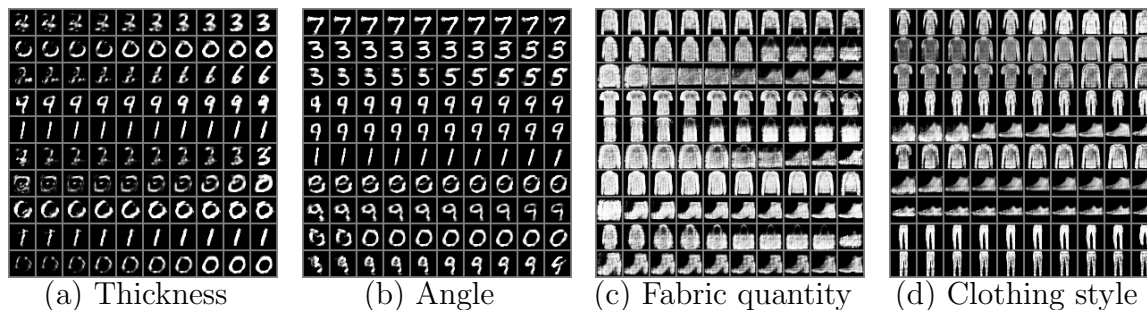 (a) Thickness
(b) Angle
(c) Fabric quantity
(d) Clothing style